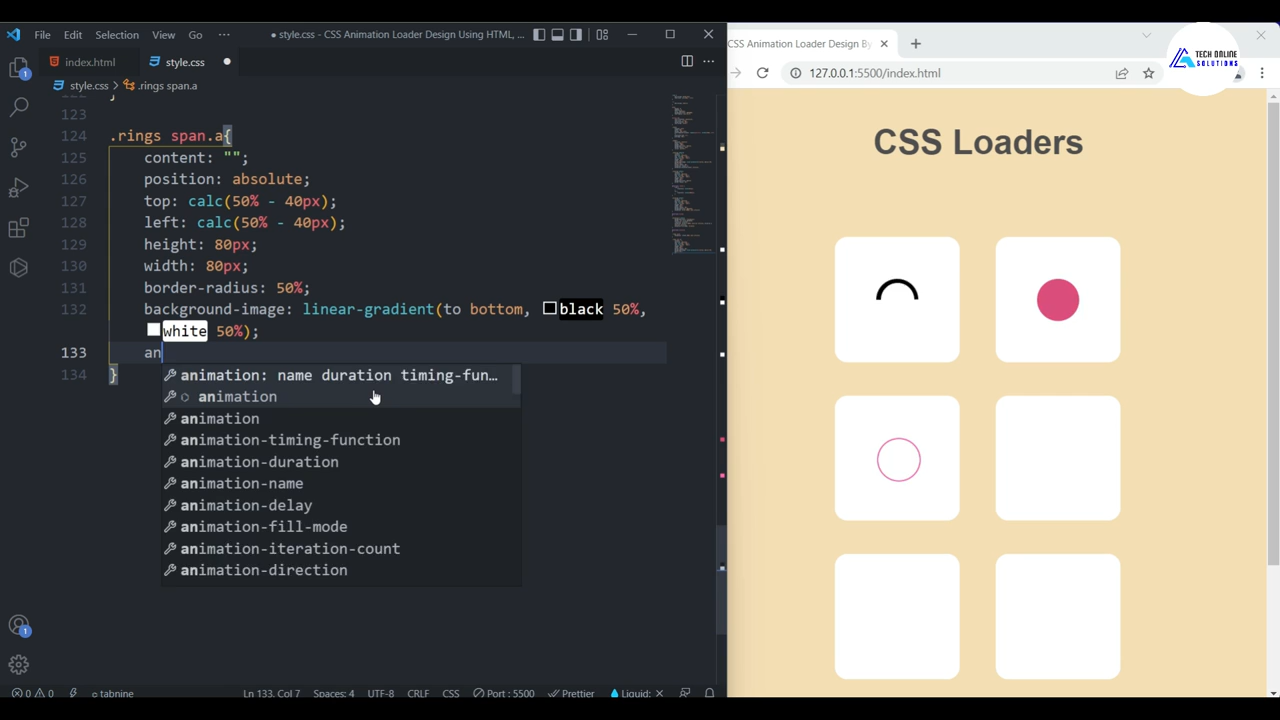 File Edit Selection View Go ··· ● style.css - CSS Animation Loader Design Using HTML, ...
index.html style.css ●
style.css > .rings span.a
123
124 .rings span.a{
125 content: "";
126 position: absolute;
127 top: calc(50% - 40px);
128 left: calc(50% - 40px);
129 height: 80px;
130 width: 80px;
131 border-radius: 50%;
132 background-image: linear-gradient(to bottom, black 50%,
white 50%);
133 an
134 }
animation: name duration timing-fun…
animation
animation
animation-timing-function
animation-duration
animation-name
animation-delay
animation-fill-mode
animation-iteration-count
animation-direction
1
1
0 0 tabnine Ln 133, Col 7 Spaces: 4 UTF-8 CRLF CSS Port : 5500 Prettier Liquid:
CSS Animation Loader Design By
127.0.0.1:5500/index.html
TECH ONLINE
SOLUTIONS
CSS Loaders